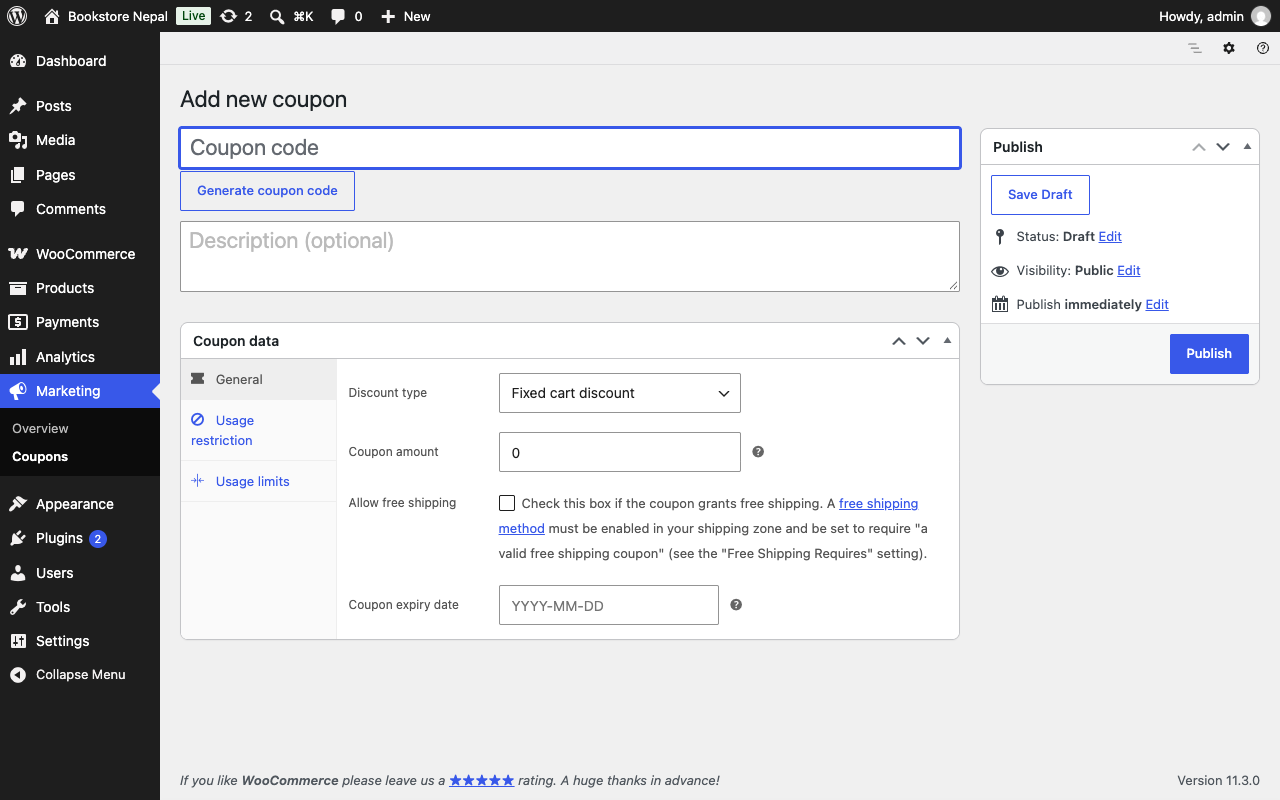 Bookstore Nepal Live 2 ⌘K 0 New Howdy, admin
Dashboard
Posts
Media
Pages
Comments
WooCommerce
Products
Payments
Analytics
Marketing
Overview
Coupons
Appearance
Plugins 2
Users
Tools
Settings
Collapse Menu
Add new coupon
Coupon code
Generate coupon code
Description (optional)
Coupon data
General
Usage
restriction
Usage limits
Discount type Fixed cart discount
Coupon amount 0
Allow free shipping Check this box if the coupon grants free shipping. A free shipping
method must be enabled in your shipping zone and be set to require "a
valid free shipping coupon" (see the "Free Shipping Requires" setting).
Coupon expiry date YYYY-MM-DD
Publish
Save Draft
Status: Draft Edit
Visibility: Public Edit
Publish immediately Edit
Publish
If you like WooCommerce please leave us a ★★★★★ rating. A huge thanks in advance! Version 11.3.0